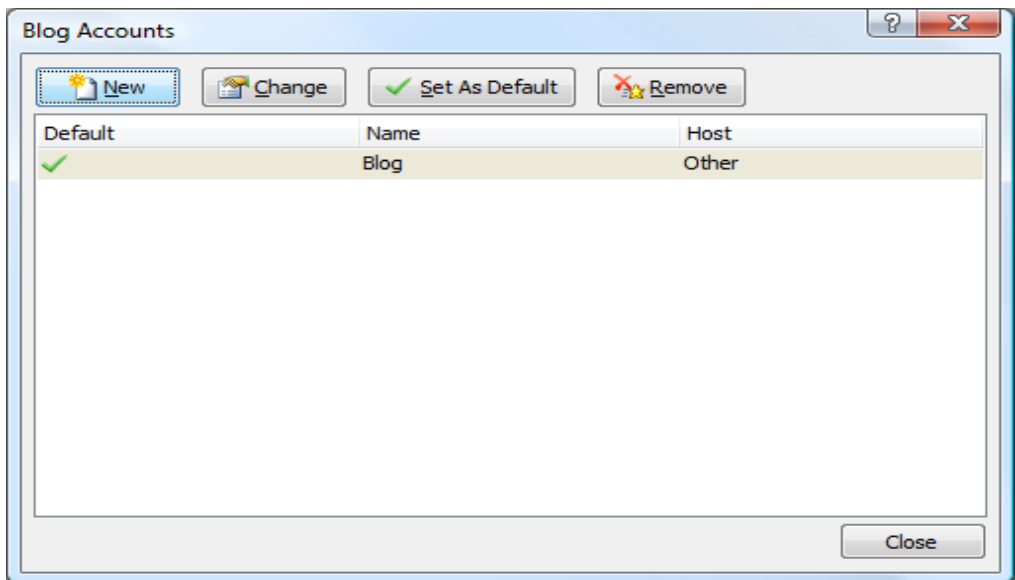 Blog Accounts
New Change Set As Default Remove
Default Name Host
Blog Other
Close